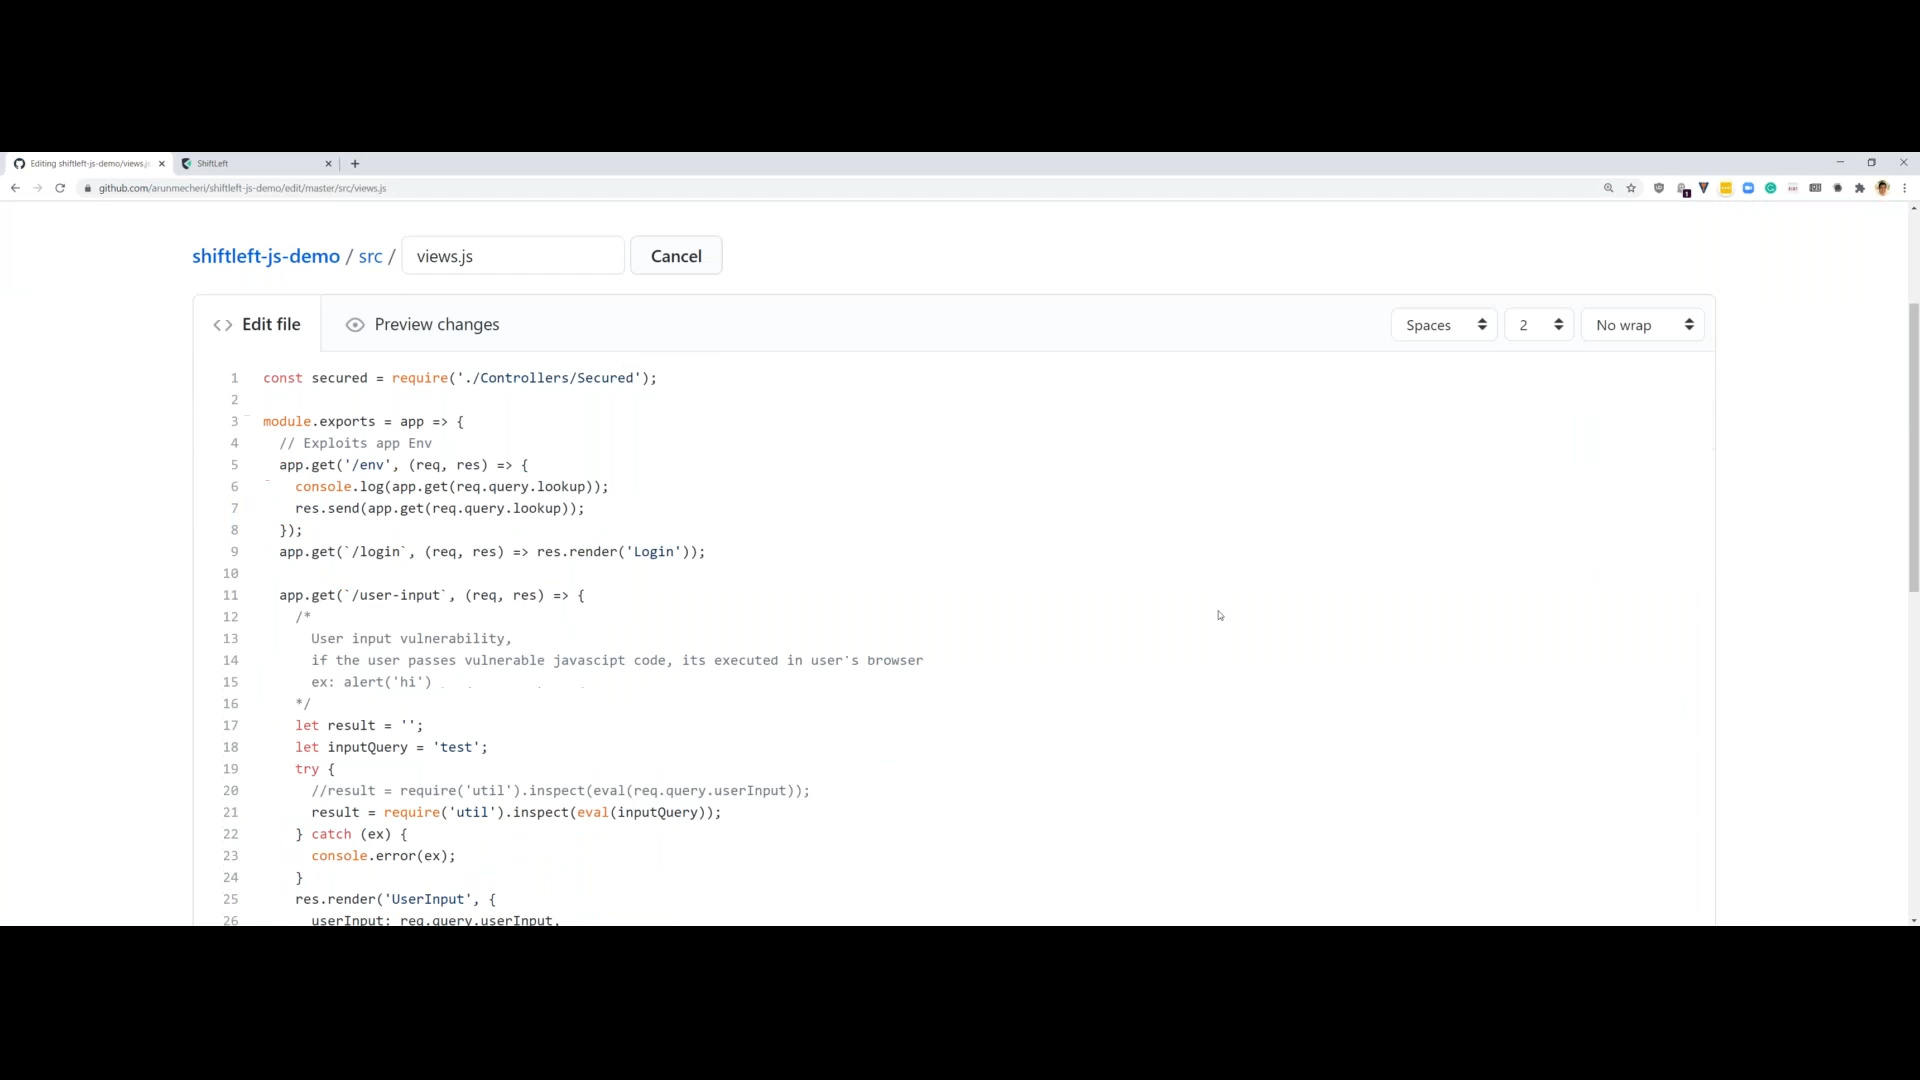 Editing shiftleft-js-demo/views.js
ShiftLeft
github.com/arunmecheri/shiftleft-js-demo/edit/master/src/views.js
shiftleft-js-demo / src / views.js Cancel
<> Edit file Preview changes Spaces 2 No wrap
1 const secured = require('./Controllers/Secured');
2
3 module.exports = app => {
4 // Exploits app Env
5 app.get('/env', (req, res) => {
6 console.log(app.get(req.query.lookup));
7 res.send(app.get(req.query.lookup));
8 });
9 app.get(`/login`, (req, res) => res.render('Login'));
10
11 app.get(`/user-input`, (req, res) => {
12 /*
13 User input vulnerability,
14 if the user passes vulnerable javascipt code, its executed in user's browser
15 ex: alert('hi')
16 */
17 let result = '';
18 let inputQuery = 'test';
19 try {
20 //result = require('util').inspect(eval(req.query.userInput));
21 result = require('util').inspect(eval(inputQuery));
22 } catch (ex) {
23 console.error(ex);
24 }
25 res.render('UserInput', {
26 userInput: req.query.userInput,